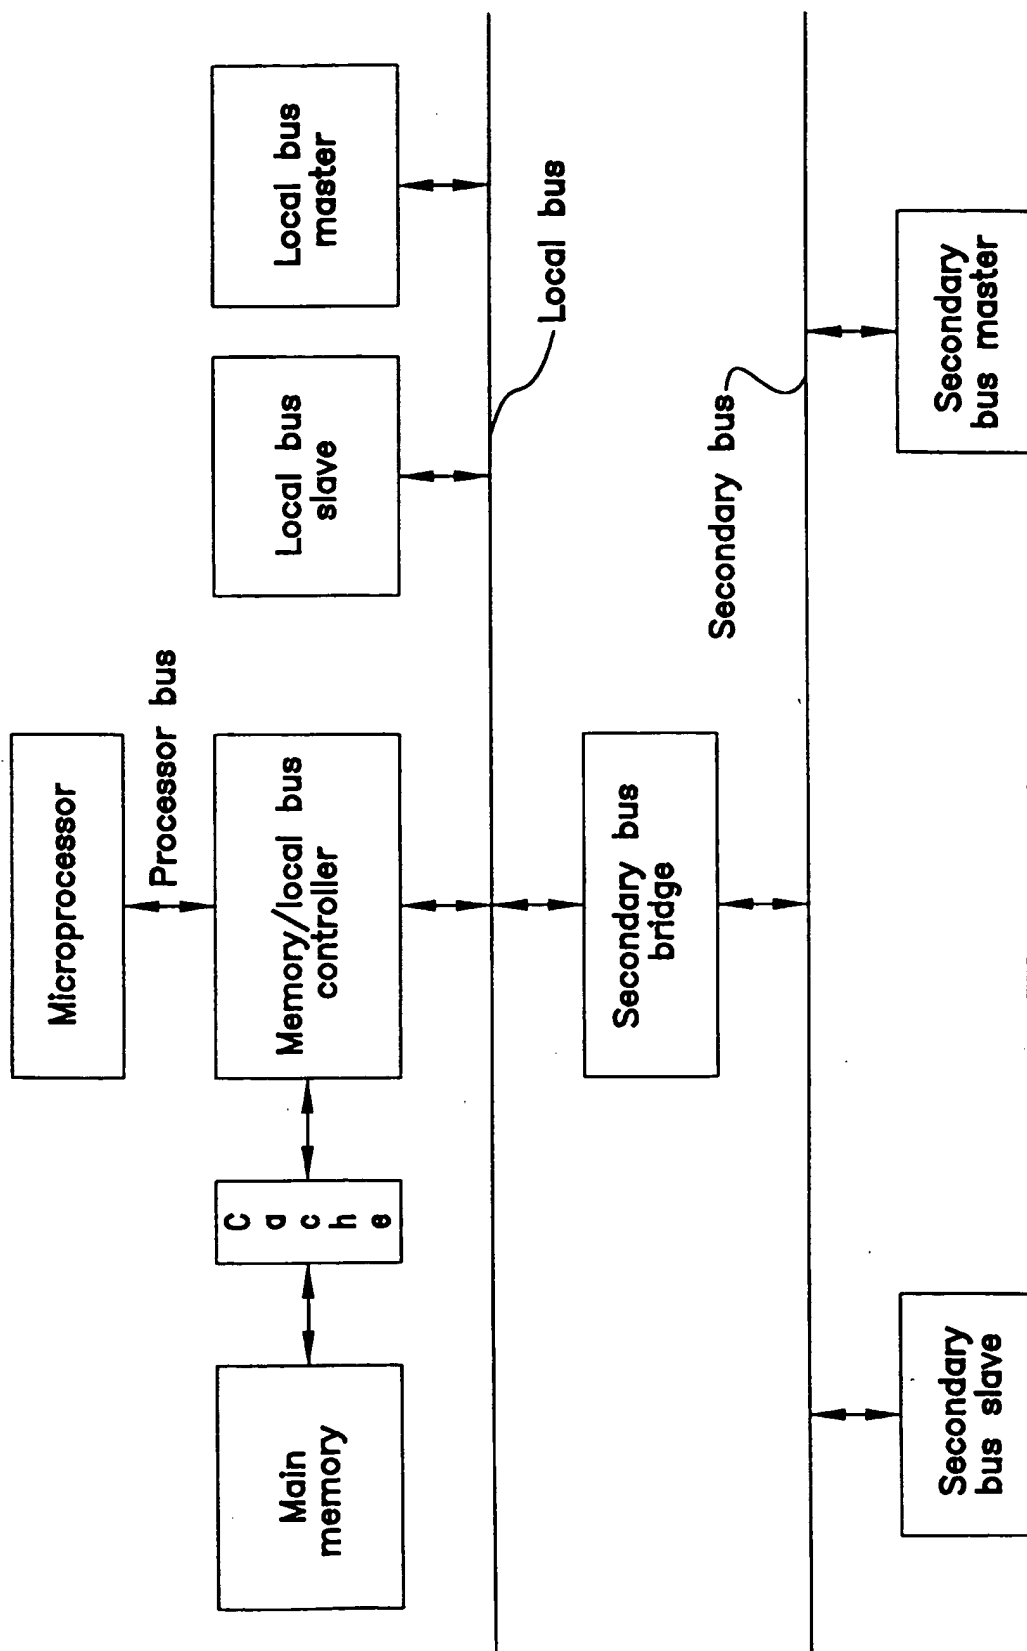 Microprocessor
Processor bus
Main
memory
Cache
Memory/local bus
controller
Local bus
slave
Local bus
master
Local bus
Secondary bus
bridge
Secondary bus
Secondary
bus slave
Secondary
bus master